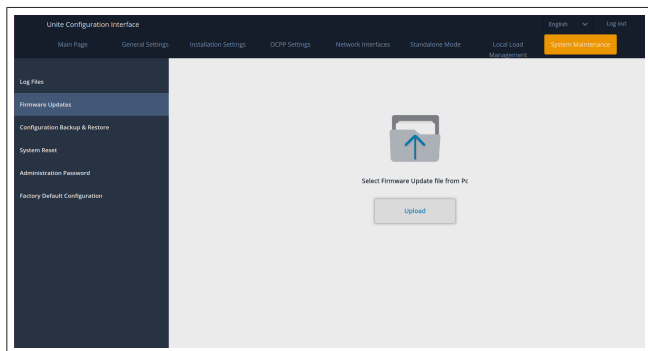 Unite Configuration Interface
English
Log out
Main Page
General Settings
Installation Settings
OCPP Settings
Network Interfaces
Standalone Mode
Local Load
Management
System Maintenance
Log Files
Firmware Updates
Configuration Backup & Restore
System Reset
Administration Password
Factory Default Configuration
Select Firmware Update file from Pc
Upload